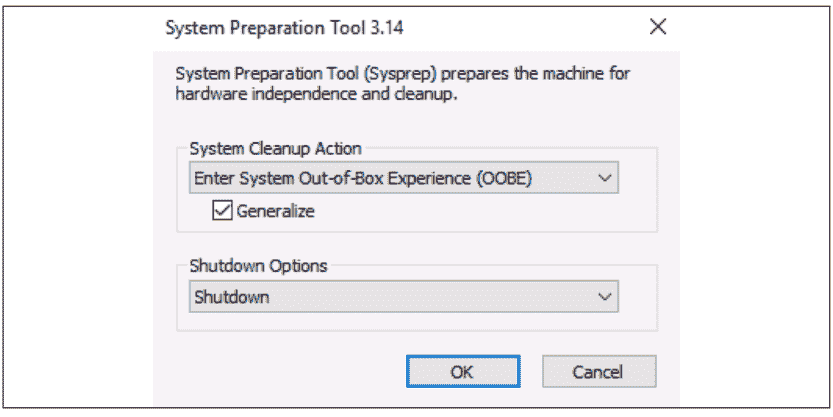 System Preparation Tool 3.14
System Preparation Tool (Sysprep) prepares the machine for
hardware independence and cleanup.
System Cleanup Action
Enter System Out-of-Box Experience (OOBE)
Generalize
Shutdown Options
Shutdown
OK
Cancel